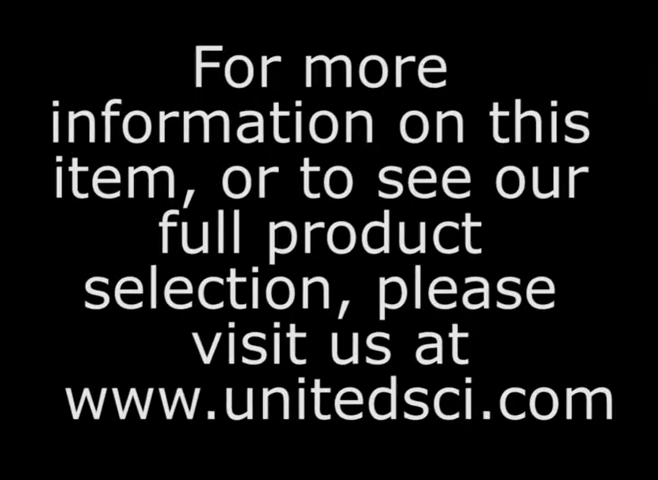 For more
information on this
item, or to see our
full product
selection, please
visit us at
www.unitedsci.com